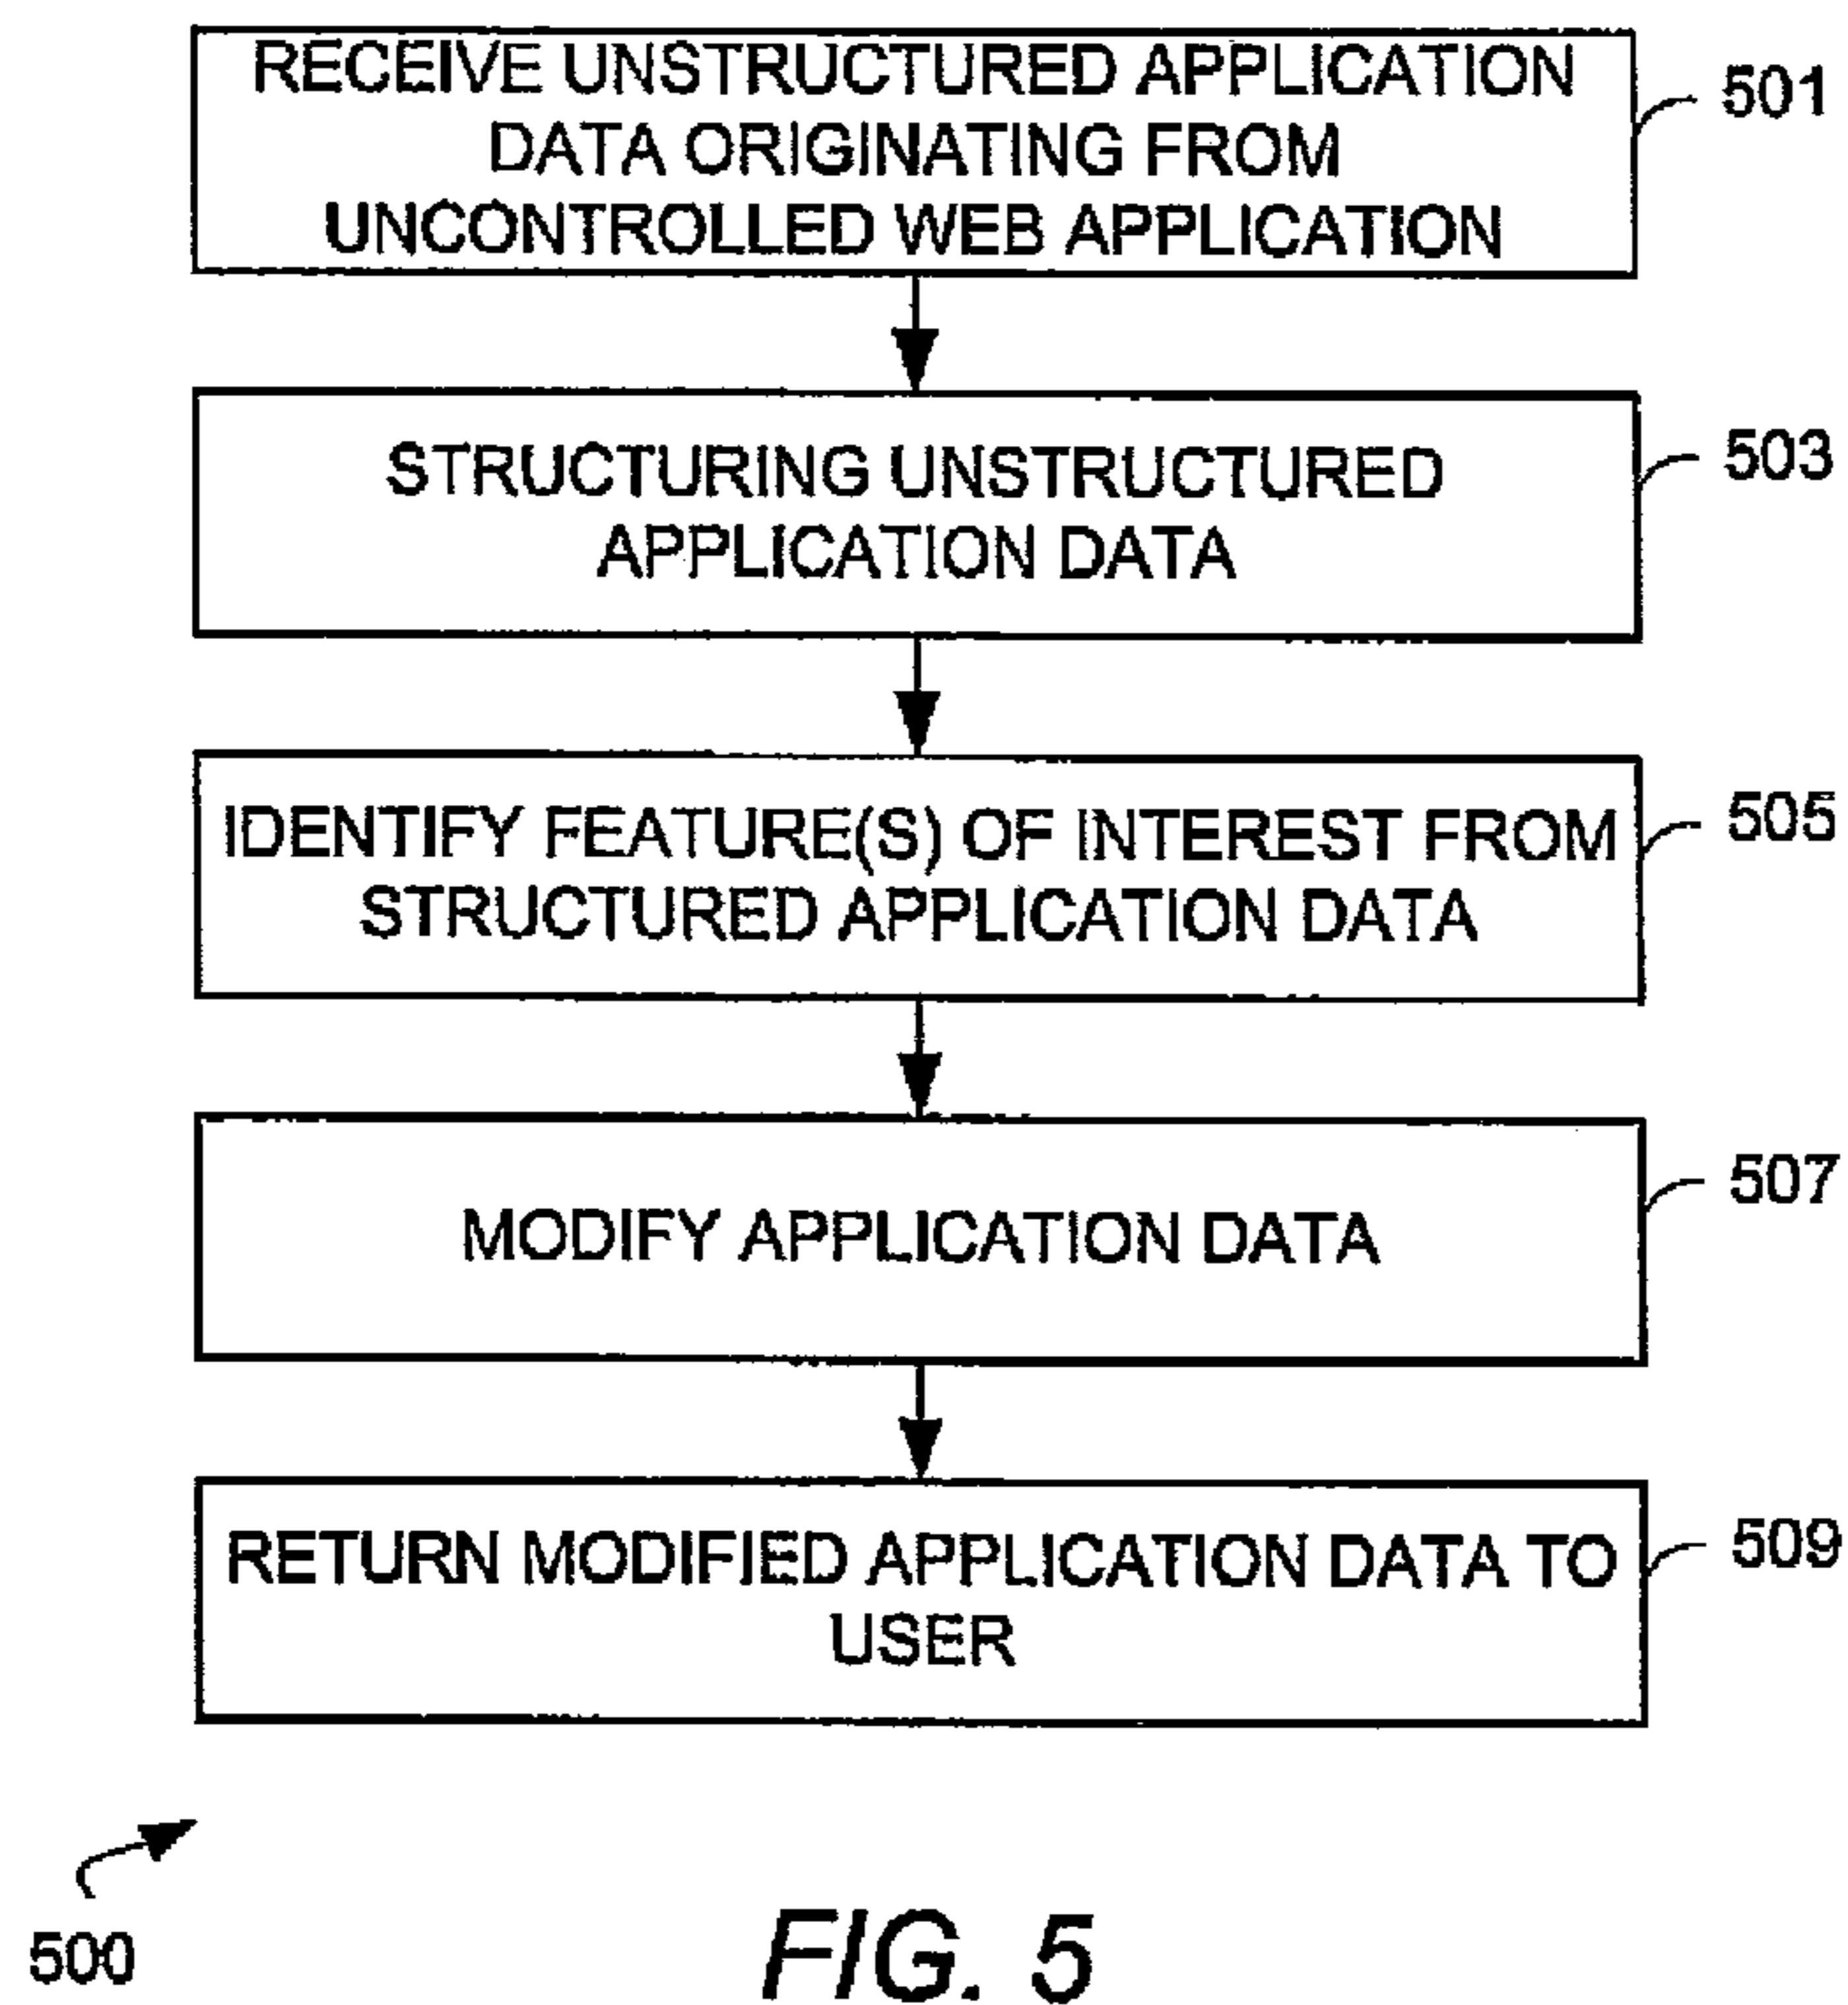 RECEIVE UNSTRUCTURED APPLICATION
DATA ORIGINATING FROM
UNCONTROLLED WEB APPLICATION
501
STRUCTURING UNSTRUCTURED
APPLICATION DATA
503
IDENTIFY FEATURE(S) OF INTEREST FROM
STRUCTURED APPLICATION DATA
505
MODIFY APPLICATION DATA
507
RETURN MODIFIED APPLICATION DATA TO
USER
509
500
FIG. 5